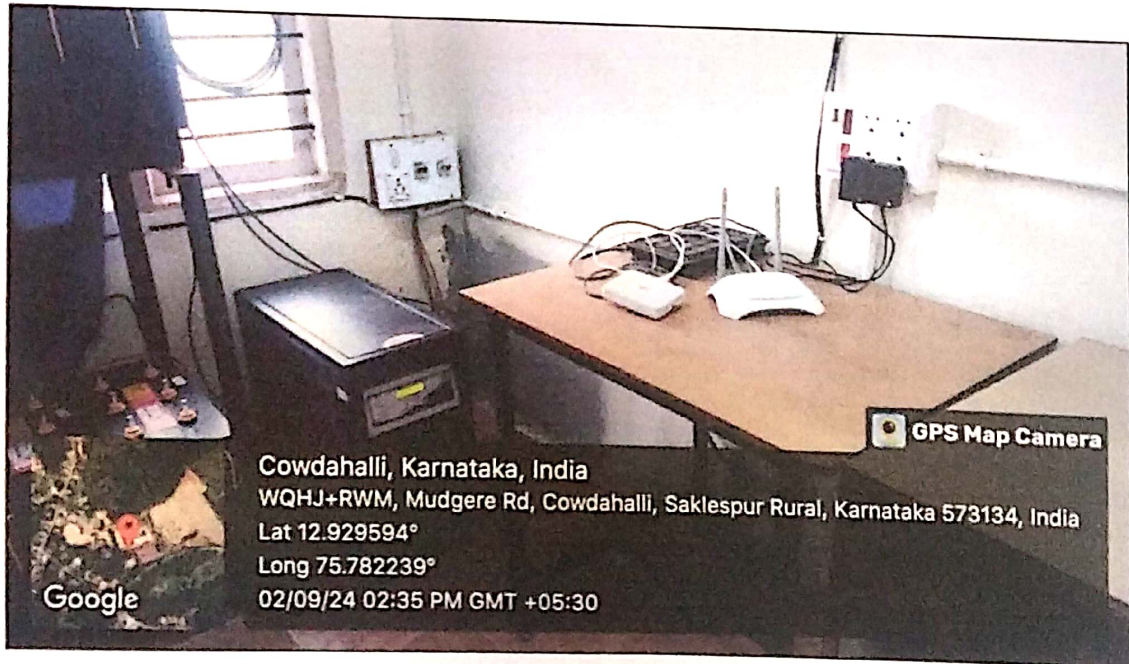 GPS Map Camera
Cowdahalli, Karnataka, India
WQHJ+RWM, Mudgere Rd, Cowdahalli, Saklespur Rural, Karnataka 573134, India
Lat 12.929594°
Long 75.782239°
02/09/24 02:35 PM GMT +05:30
Google